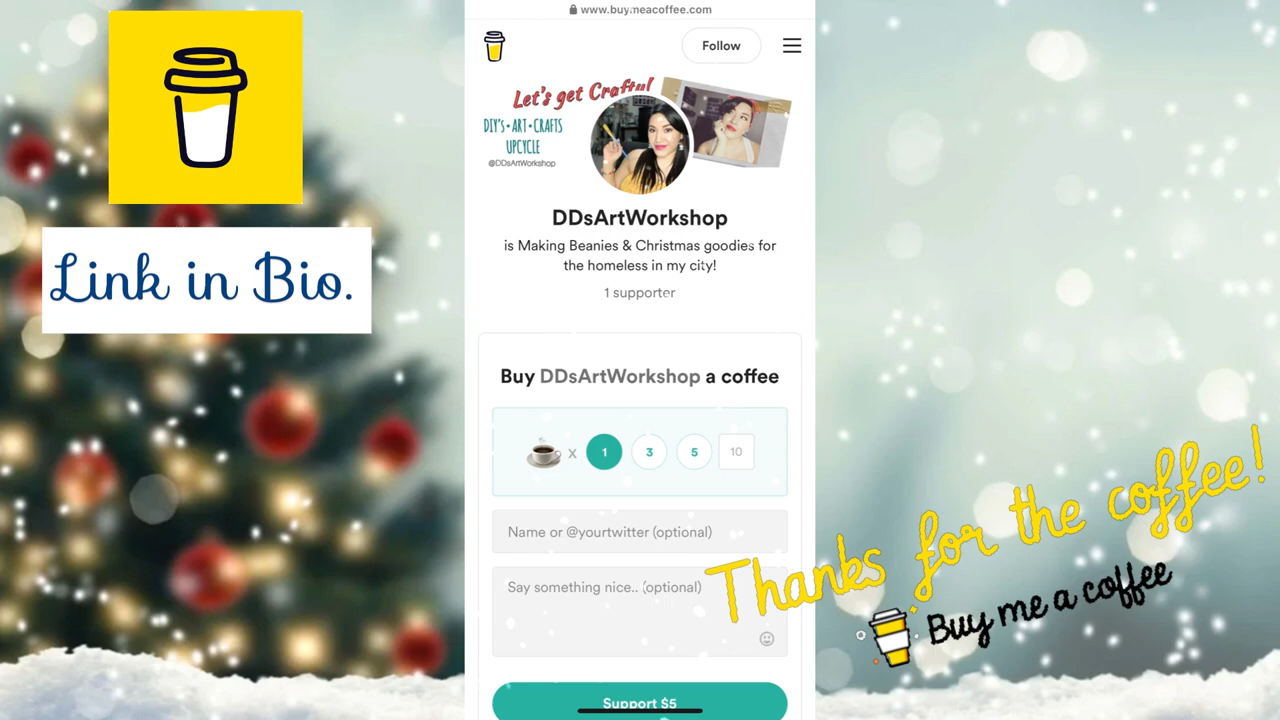 www.buymeacoffee.com
Follow
Let's get Crafty!
DIY's•ART•CRAFTS
UPCYCLE
@DDsArtWorkshop
DDsArtWorkshop
is Making Beanies & Christmas goodies for
the homeless in my city!
1 supporter
Link in Bio.
Buy DDsArtWorkshop a coffee
X 1 3 5 10
Name or @yourtwitter (optional)
Say something nice.. (optional)
Support $5
Thanks for the coffee!
Buy me a coffee